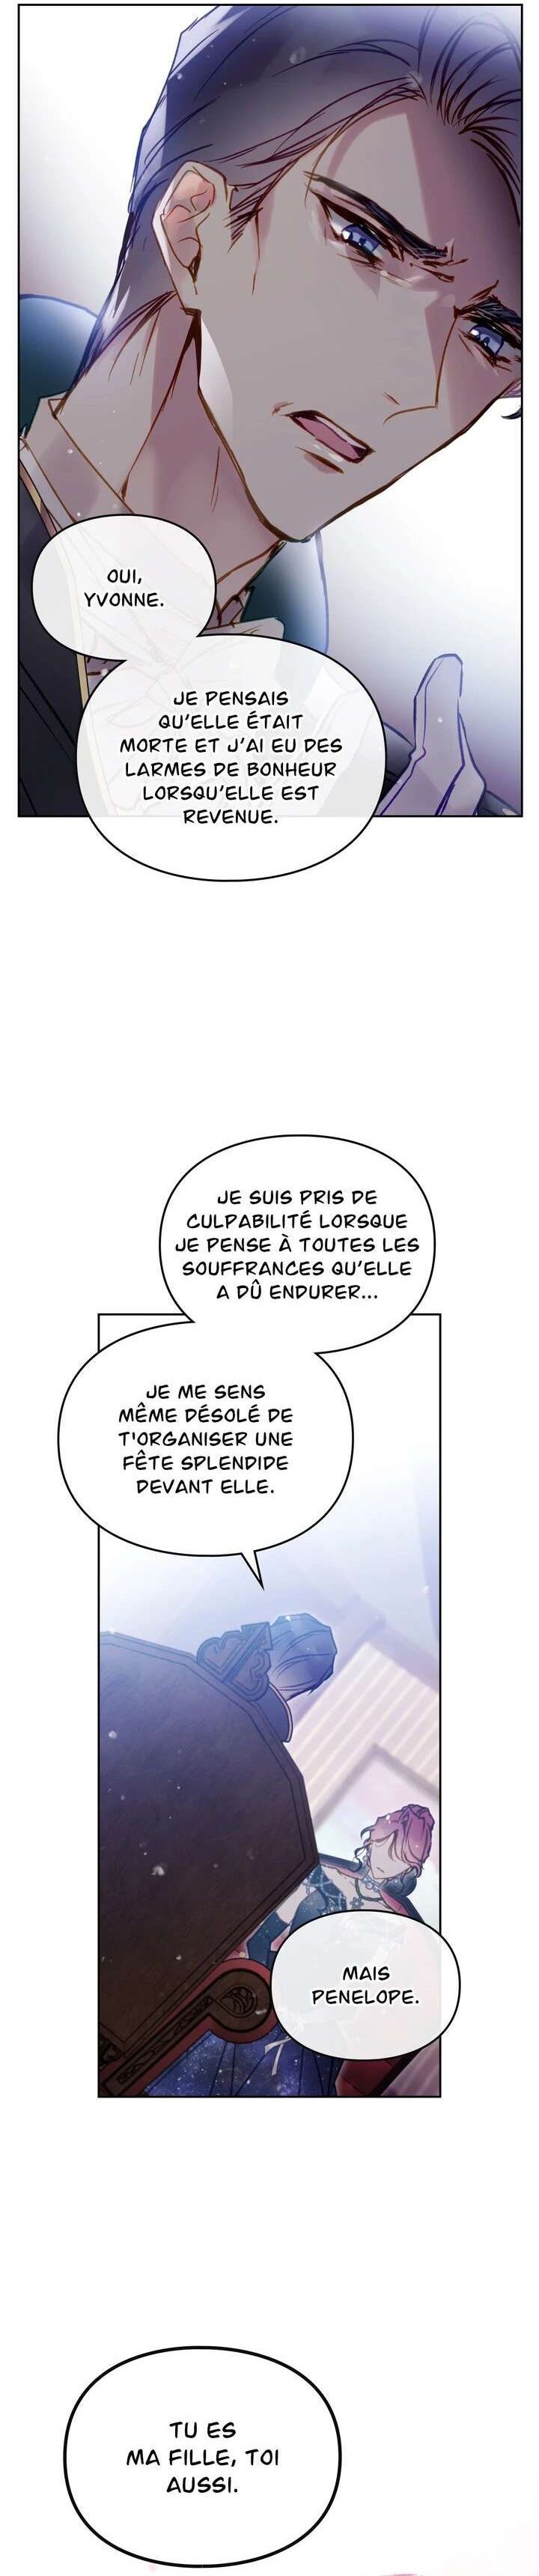 OUI,
YVONNE.
JE PENSAIS
QU'ELLE ÉTAIT
MORTE ET J'AI EU DES
LARMES DE BONHEUR
LORSQU'ELLE EST
REVENUE.
JE SUIS PRIS DE
CULPABILITÉ LORSQUE
JE PENSE À TOUTES LES
SOUFFRANCES QU'ELLE
A DÛ ENDURER...
JE ME SENS
MÊME DÉSOLÉ DE
T'ORGANISER UNE
FÊTE SPLENDIDE
DEVANT ELLE.
MAIS
PENELOPE.
TU ES
MA FILLE, TOI
AUSSI.